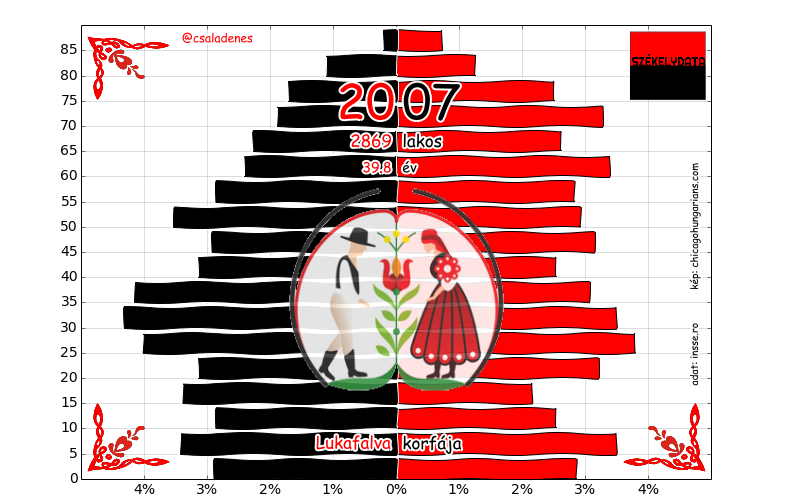 @csaladenes
SZÉKELYDATA
2007
2869 lakos
39.8 év
kép: chicagohungarians.com
adat: insse.ro
Lukafalva korfája
85
80
75
70
65
60
55
50
45
40
35
30
25
20
15
10
5
0
4% 3% 2% 1% 0% 1% 2% 3% 4%